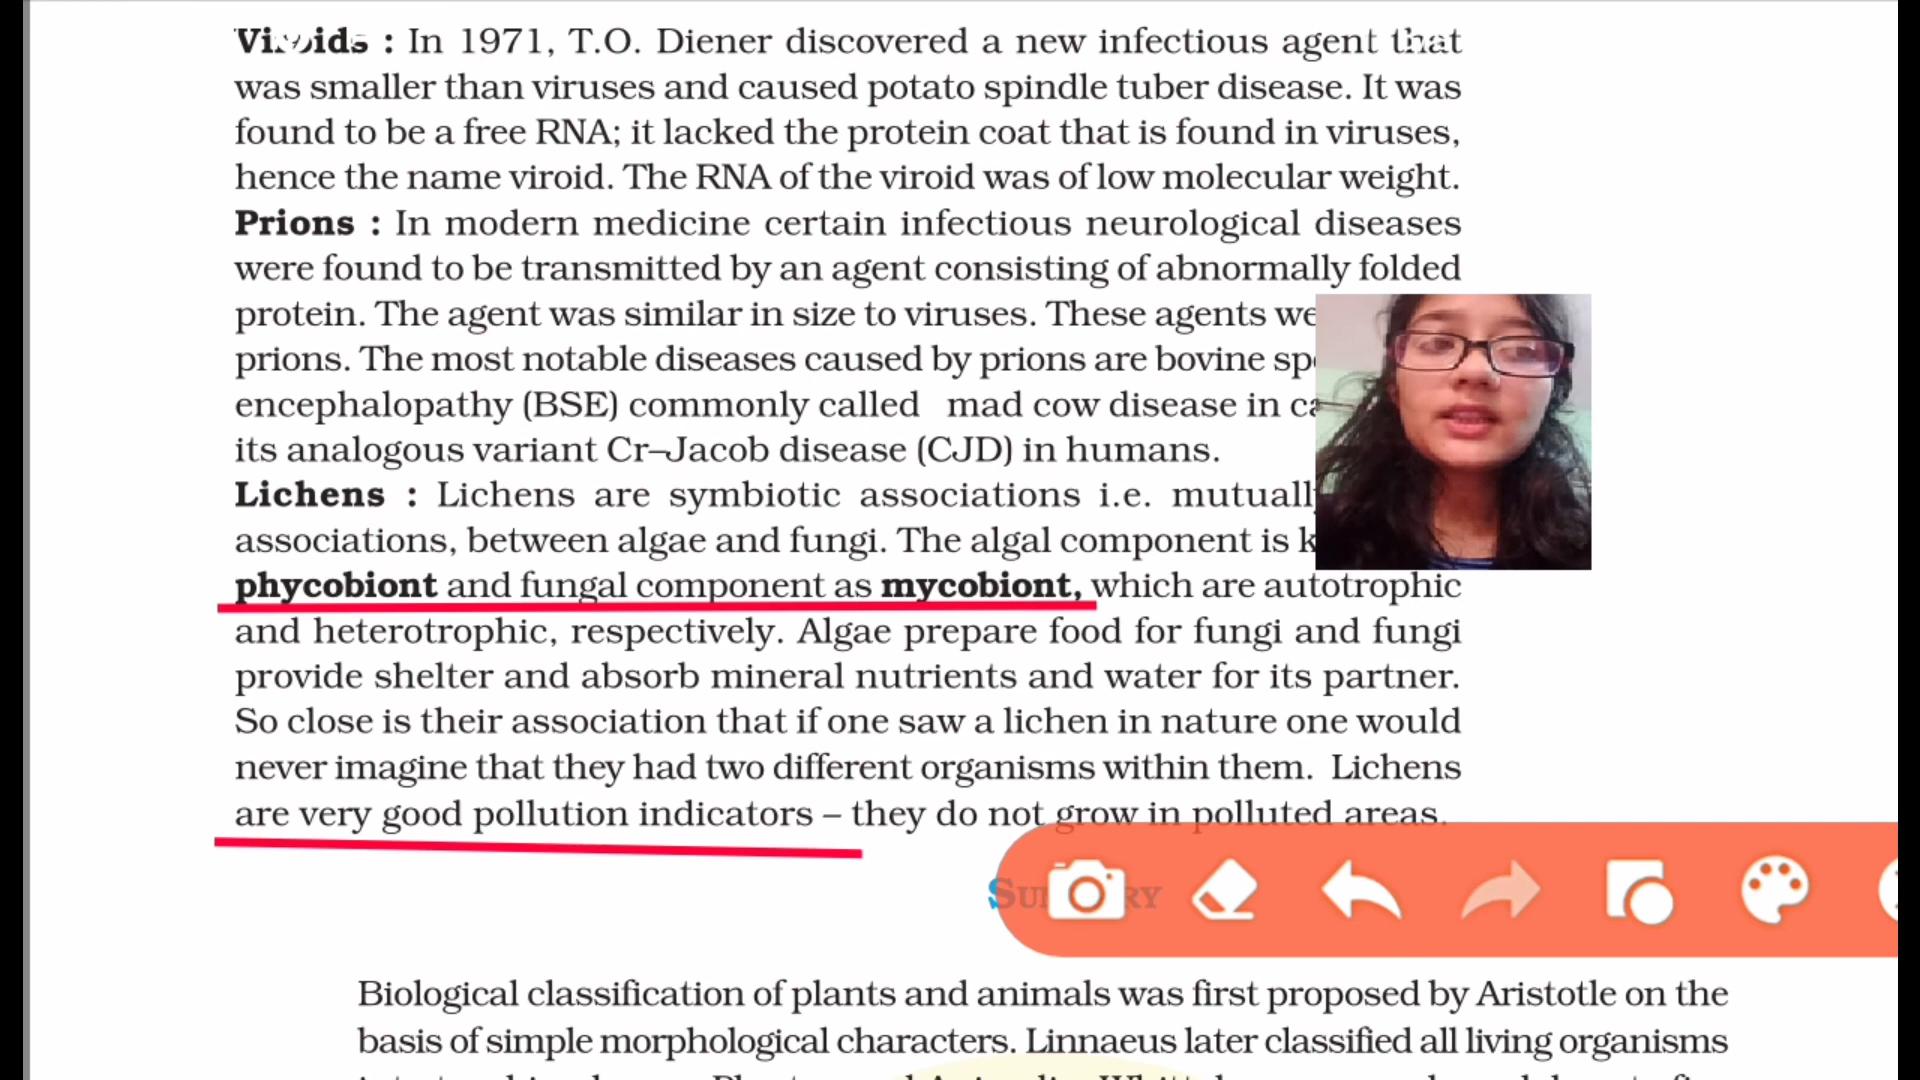 Viroids : In 1971, T.O. Diener discovered a new infectious agent that
was smaller than viruses and caused potato spindle tuber disease. It was
found to be a free RNA; it lacked the protein coat that is found in viruses,
hence the name viroid. The RNA of the viroid was of low molecular weight.
Prions : In modern medicine certain infectious neurological diseases
were found to be transmitted by an agent consisting of abnormally folded
protein. The agent was similar in size to viruses. These agents
prions. The most notable diseases caused by prions are bovine
encephalopathy (BSE) commonly called mad cow disease in
its analogous variant Cr–Jacob disease (CJD) in humans.
Lichens : Lichens are symbiotic associations i.e.
associations, between algae and fungi. The algal component is
phycobiont and fungal component as mycobiont, which are autotrophic
and heterotrophic, respectively. Algae prepare food for fungi and fungi
provide shelter and absorb mineral nutrients and water for its partner.
So close is their association that if one saw a lichen in nature one would
never imagine that they had two different organisms within them. Lichens
are very good pollution indicators – they do not grow in polluted areas.
Biological classification of plants and animals was first proposed by Aristotle on the
basis of simple morphological characters. Linnaeus later classified all living organisms